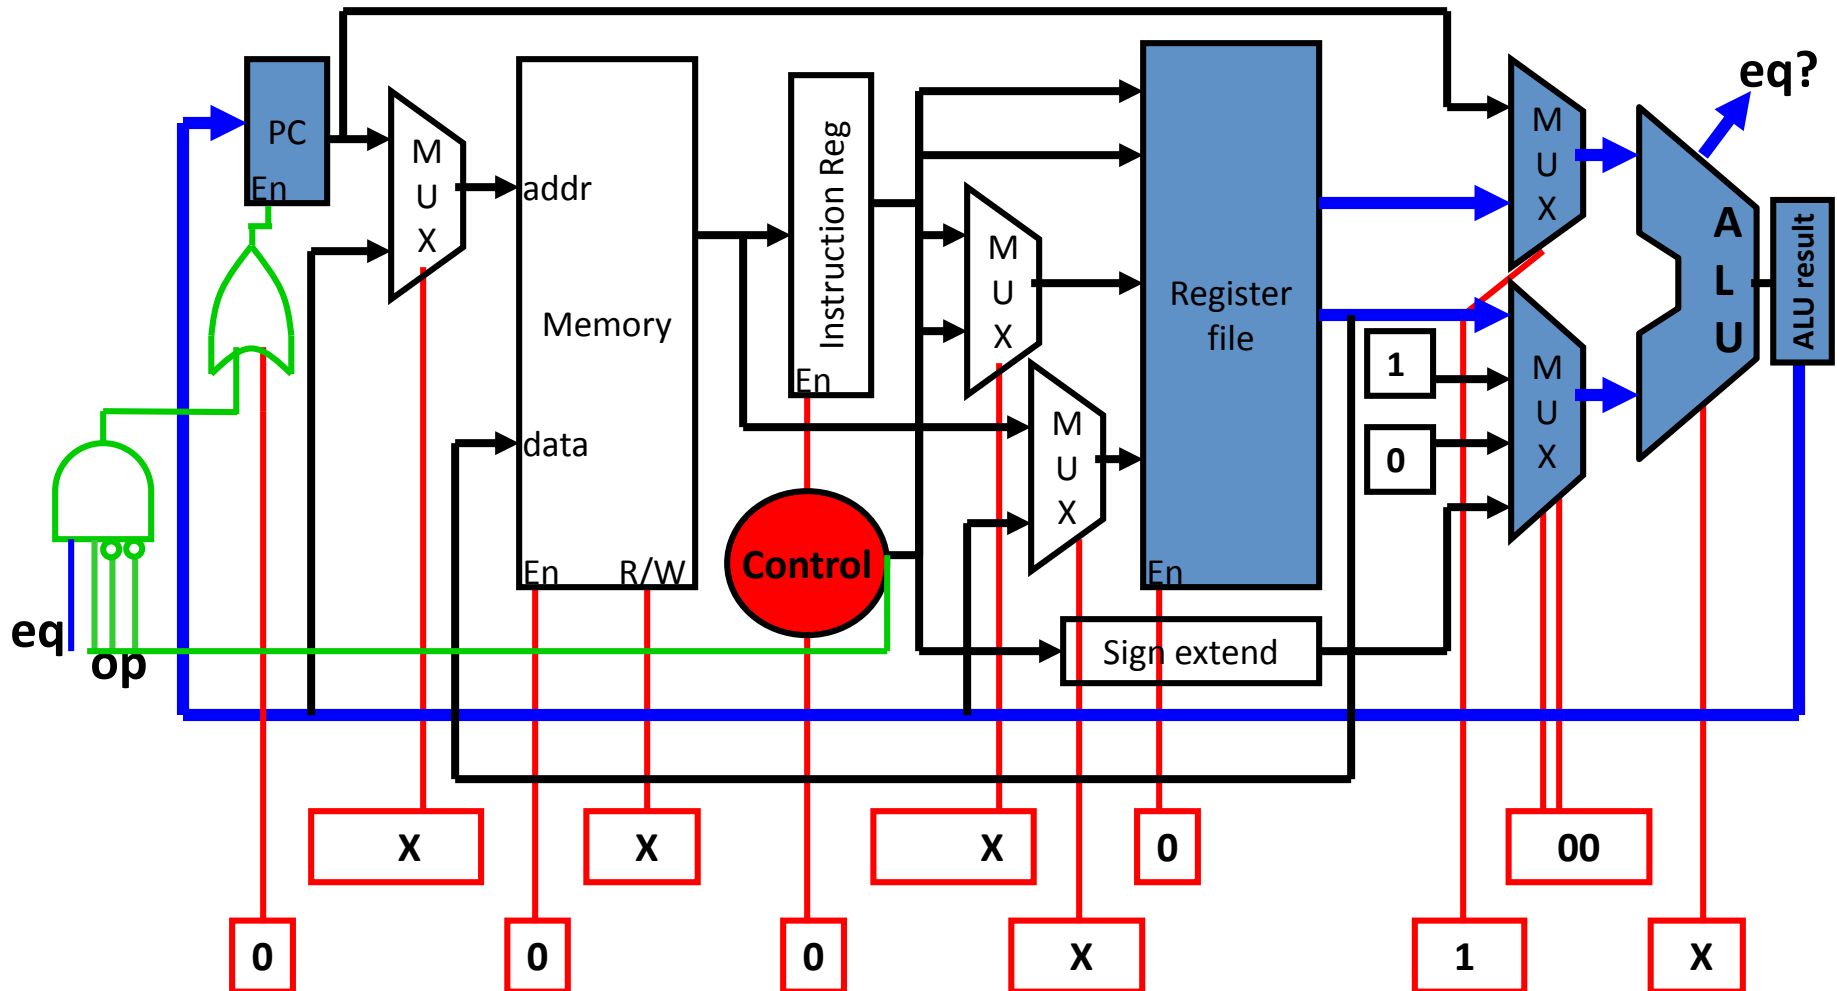 PC
En
M
U
X
addr
data
Memory
En
R/W
Instruction Reg
En
Control
M
U
X
M
U
X
Register
file
En
Sign extend
1
0
M
U
X
M
U
X
A
L
U
eq?
ALU result
eq
op
X
X
X
0
00
0
0
0
X
1
X